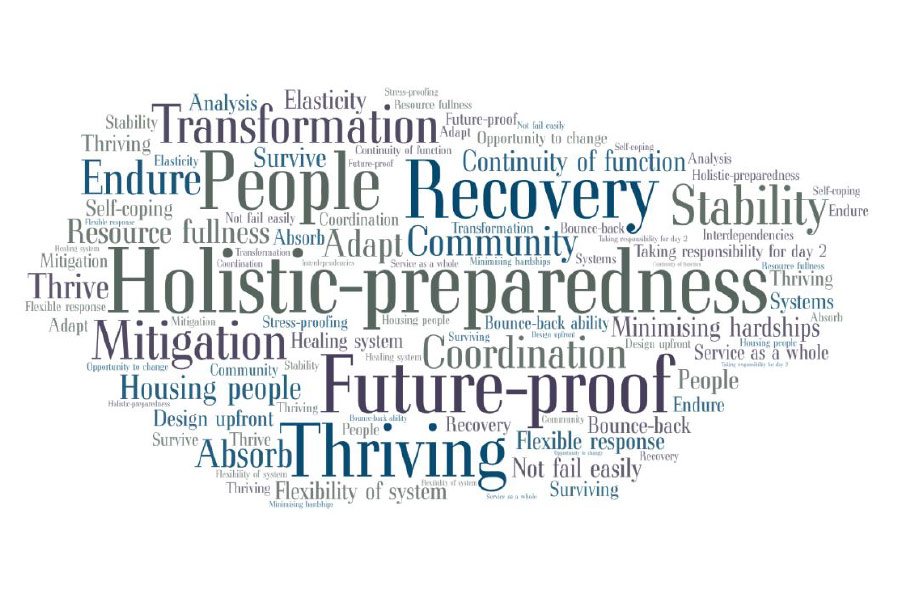 Stress-proofing
Analysis Elasticity Resource fullness
Stability Transformation Future-proof Not fail easily
Adapt Opportunity to change
Thriving Continuity of function Self-coping
Elasticity Survive Future-proof Continuity of function Analysis
Endure People Recovery Holistic-preparedness
Stability Self-coping
Self-coping Not fail easily Coordination Endure
Flexible response
Resource fullness Absorb Adapt Community Transformation Bounce-back Interdependencies
Taking responsibility for day 2
Healing system Transformation Minimising hardships Systems Taking responsibility for day 2
Mitigation Coordination Interdependencies Service as a whole Continuity of function Resource fullness
Thrive Holistic-preparedness Thriving
Flexible response Systems
Adapt Mitigation Stress-proofing Housing people Bounce-back ability Minimising hardships Absorb
Mitigation Healing system Surviving Design upfront Design upfront Housing people
Healing system Coordination Service as a whole
Opportunity to change Community Stability Taking responsibility for day 2
Housing people Future-proof People
Holistic-preparedness Thriving Endure
Design upfront Bounce-back ability Community
People Recovery Bounce-back
Survive Thrive Thriving Flexible response
Absorb Opportunity to change Recovery
Flexibility of system Not fail easily
Thriving Flexibility of system Flexibility of system Surviving
Service as a whole
Minimising hardships